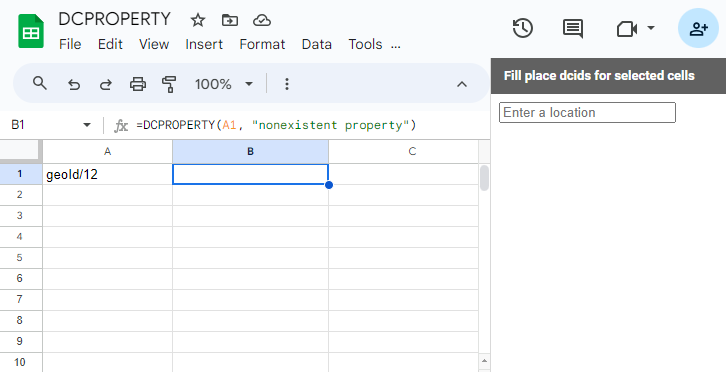 DCPROPERTY
File Edit View Insert Format Data Tools ...
100%
Fill place dcids for selected cells
Enter a location
B1 fx =DCPROPERTY(A1, "nonexistent property")
A B C
1 geoId/12
2
3
4
5
6
7
8
9
10